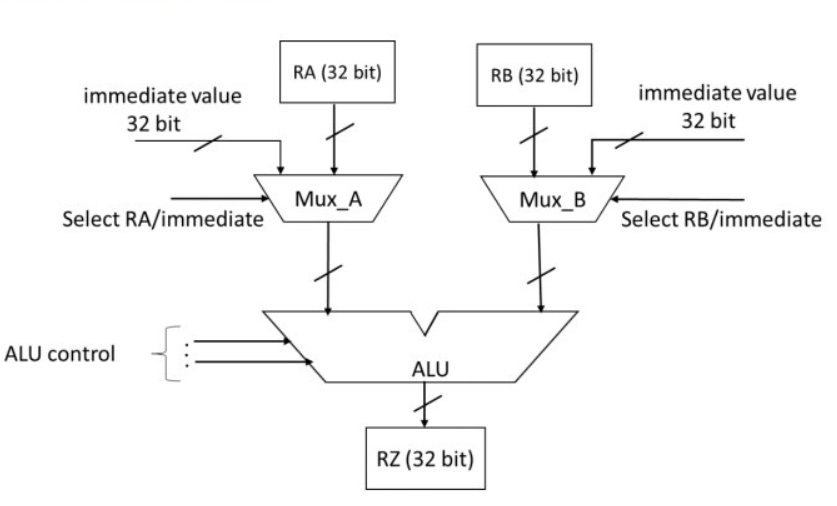 RA (32 bit)
RB (32 bit)
immediate value
32 bit
immediate value
32 bit
Mux_A
Mux_B
Select RA/immediate
Select RB/immediate
ALU control
ALU
RZ (32 bit)